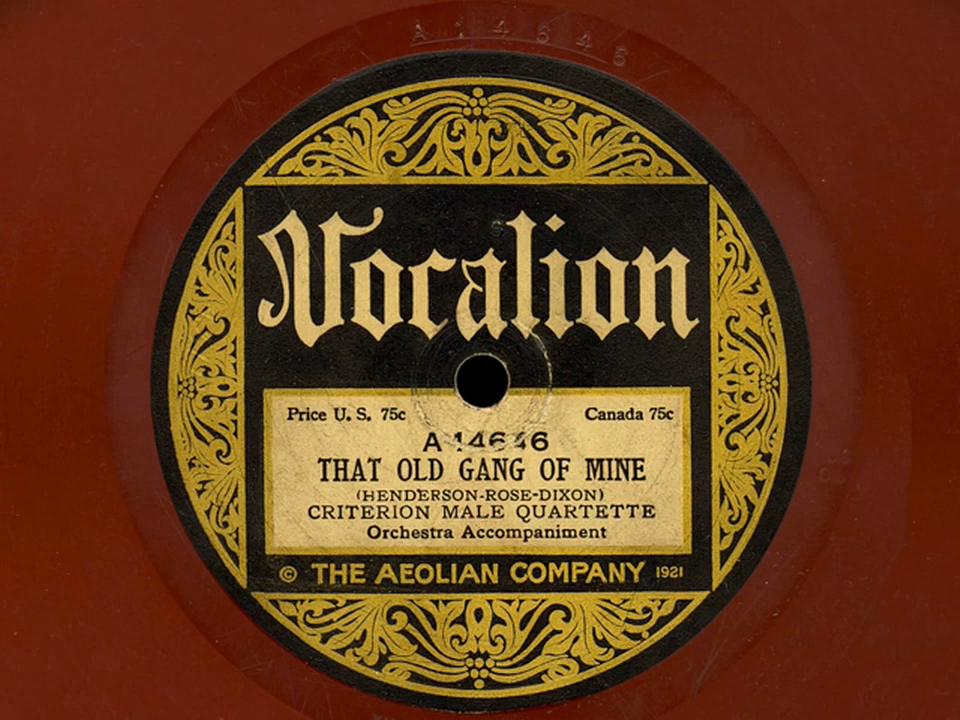 A 14646
Vocalion
Price U. S. 75c Canada 75c
A 14646
THAT OLD GANG OF MINE
(HENDERSON-ROSE-DIXON)
CRITERION MALE QUARTETTE
Orchestra Accompaniment
© THE AEOLIAN COMPANY 1921